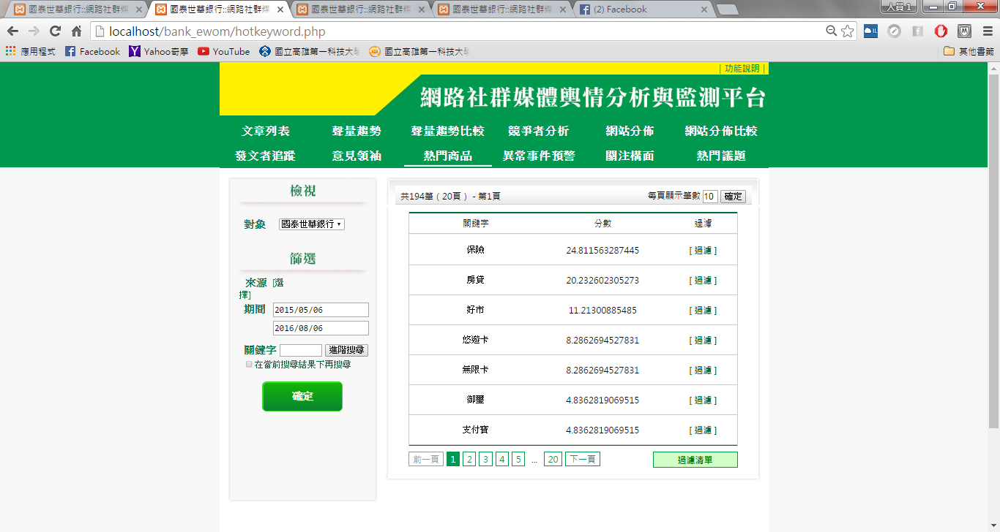 國泰世華銀行::網路社群媒 國泰世華銀行::網路社群媒 國泰世華銀行::網路社群媒 國泰世華銀行::網路社群媒 (2) Facebook 人員 1
localhost/bank_ewom/hotkeyword.php
應用程式 Facebook Yahoo奇摩 YouTube 國立高雄第一科技大學 國立高雄第一科技大學 其他書籤
| 功能說明 |
網路社群媒體輿情分析與監測平台
文章列表 聲量趨勢 聲量趨勢比較 競爭者分析 網站分佈 網站分佈比較
發文者追蹤 意見領袖 熱門商品 異常事件預警 關注構面 熱門議題
檢視
對象 國泰世華銀行
篩選
來源 [選
擇]
期間 2015/05/06
2016/08/06
關鍵字 進階搜尋
在當前搜尋結果下再搜尋
確定
共194筆（20頁） - 第1頁 每頁顯示筆數 10 確定
關鍵字 分數 過濾
保險 24.811563287445 [ 過濾 ]
房貸 20.232602305273 [ 過濾 ]
好市 11.21300885485 [ 過濾 ]
悠遊卡 8.2862694527831 [ 過濾 ]
無限卡 8.2862694527831 [ 過濾 ]
御璽 4.8362819069515 [ 過濾 ]
支付寶 4.8362819069515 [ 過濾 ]
前一頁 1 2 3 4 5 ... 20 下一頁 過濾清單